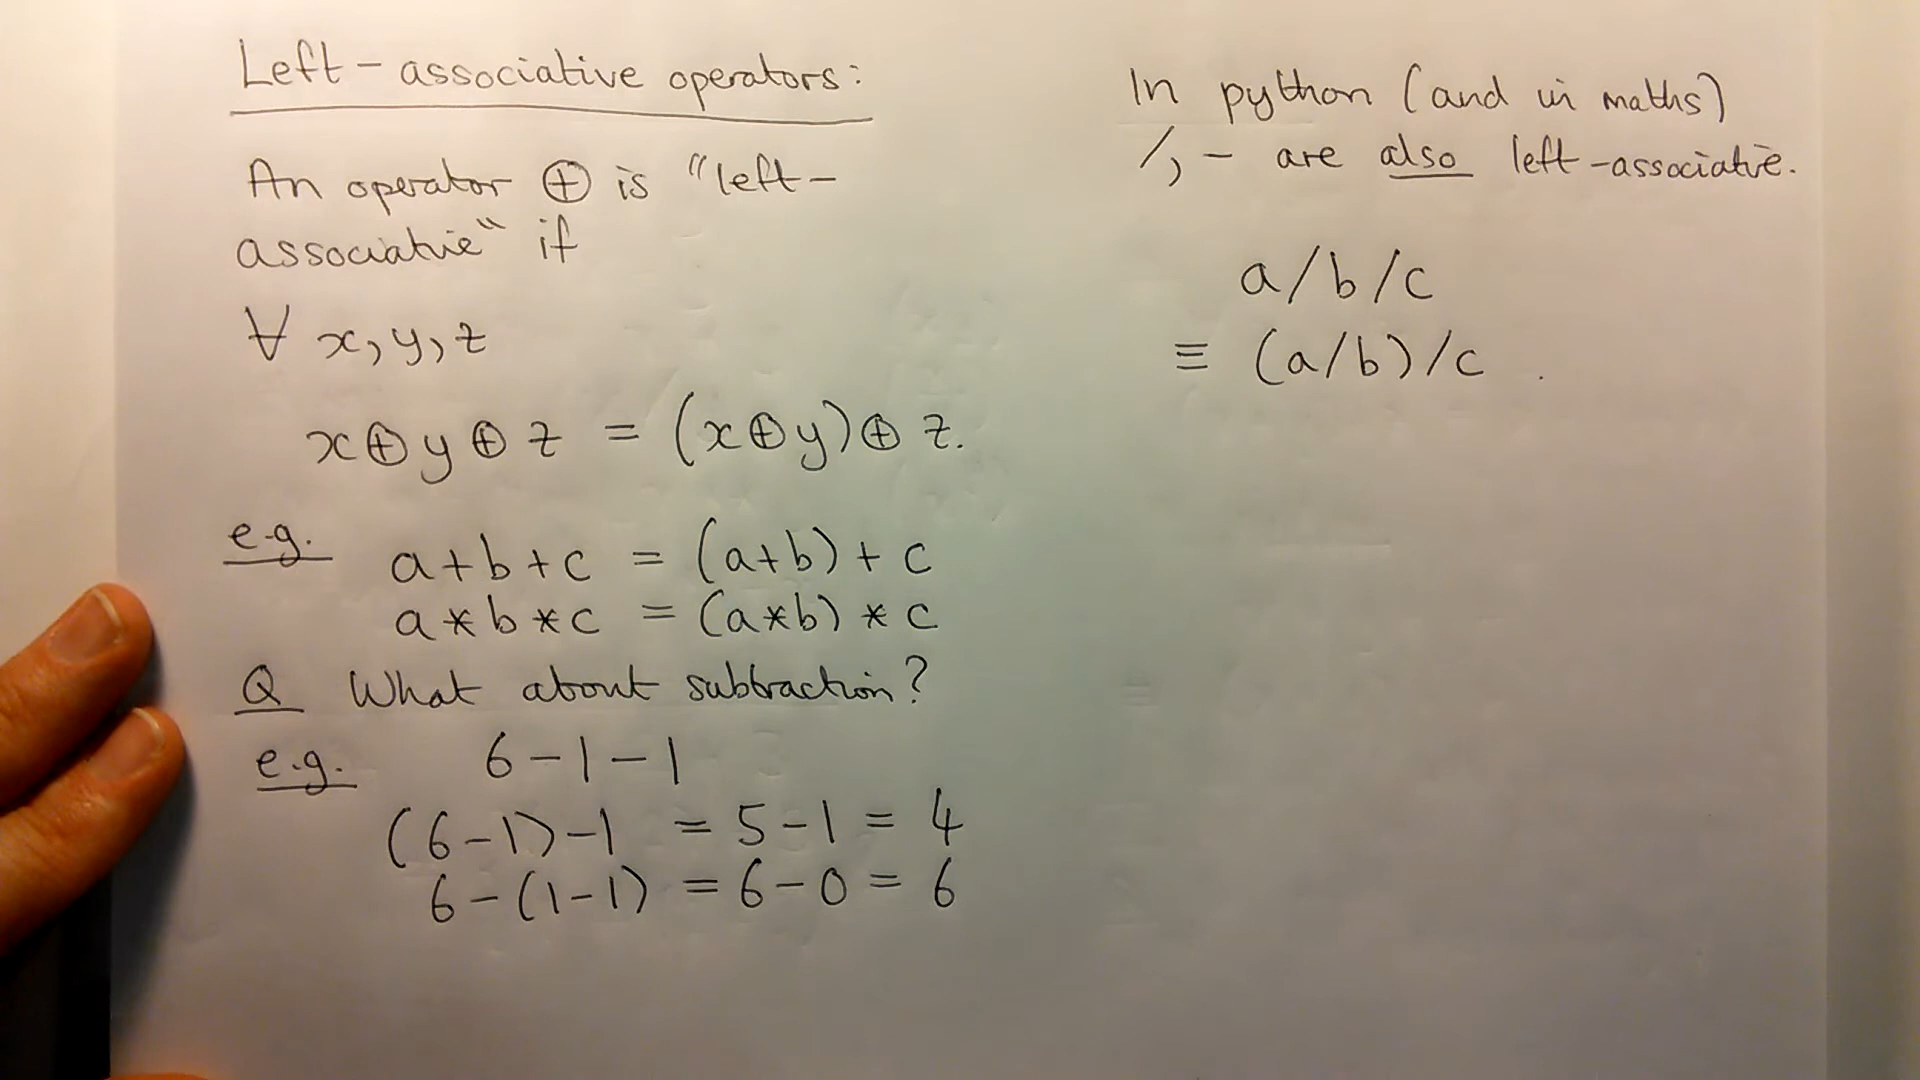 Left-associative operators:
An operator ⊕ is "left-
associative" if
∀ x, y, z
x ⊕ y ⊕ z = (x ⊕ y) ⊕ z.
e.g. a + b + c = (a + b) + c
a * b * c = (a * b) * c
Q What about subtraction?
e.g. 6 - 1 - 1
(6 - 1) - 1 = 5 - 1 = 4
6 - (1 - 1) = 6 - 0 = 6
In python (and in maths)
/, - are also left-associative.
a/b/c
≡ (a/b)/c